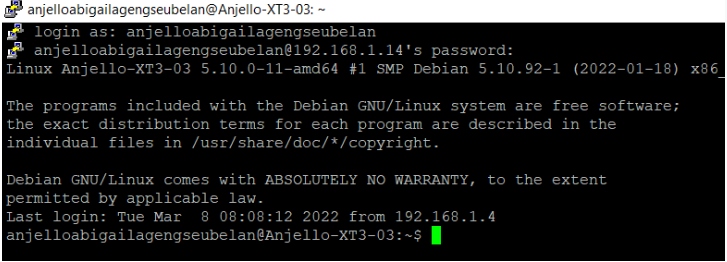 anjelloabigailagengseubelan@Anjello-XT3-03: ~
login as: anjelloabigailagengseubelan
anjelloabigailagengseubelan@192.168.1.14's password:
Linux Anjello-XT3-03 5.10.0-11-amd64 #1 SMP Debian 5.10.92-1 (2022-01-18) x86_
The programs included with the Debian GNU/Linux system are free software;
the exact distribution terms for each program are described in the
individual files in /usr/share/doc/*/copyright.
Debian GNU/Linux comes with ABSOLUTELY NO WARRANTY, to the extent
permitted by applicable law.
Last login: Tue Mar  8 08:08:12 2022 from 192.168.1.4
anjelloabigailagengseubelan@Anjello-XT3-03:~$